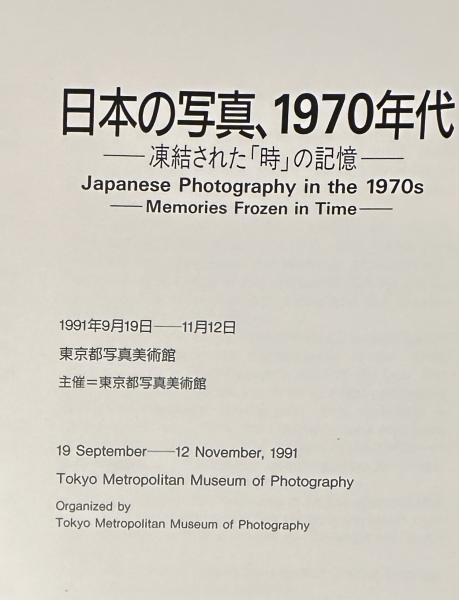 日本の写真、1970年代
——凍結された「時」の記憶——
Japanese Photography in the 1970s
——Memories Frozen in Time——
1991年9月19日——11月12日
東京都写真美術館
主催=東京都写真美術館
19 September——12 November, 1991
Tokyo Metropolitan Museum of Photography
Organized by
Tokyo Metropolitan Museum of Photography